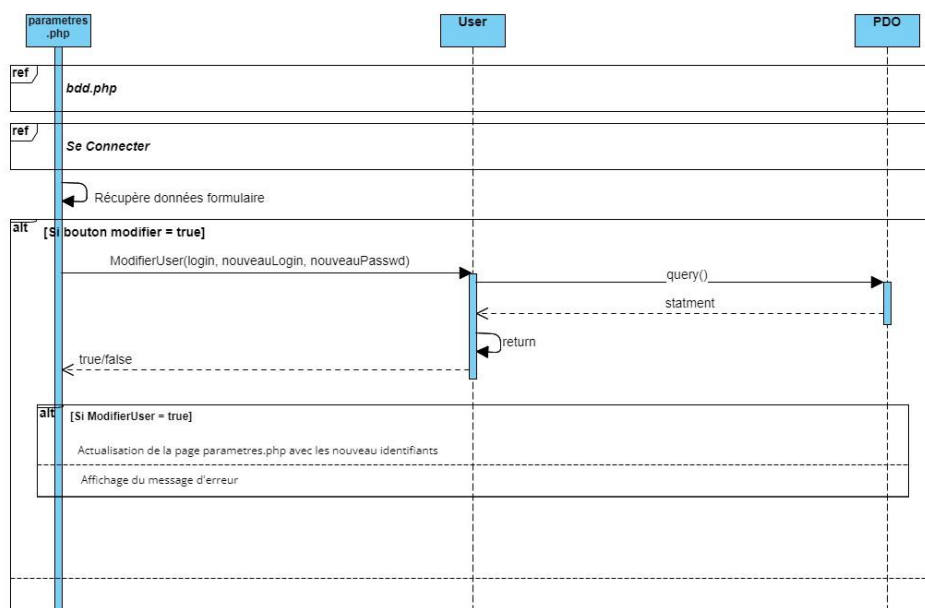 parametres
.php
User
PDO
ref
bdd.php
ref
Se Connecter
Récupère données formulaire
alt
[Si bouton modifier = true]
ModifierUser(login, nouveauLogin, nouveauPasswd)
query()
statment
return
true/false
alt
[Si ModifierUser = true]
Actualisation de la page parametres.php avec les nouveau identifiants
Affichage du message d'erreur